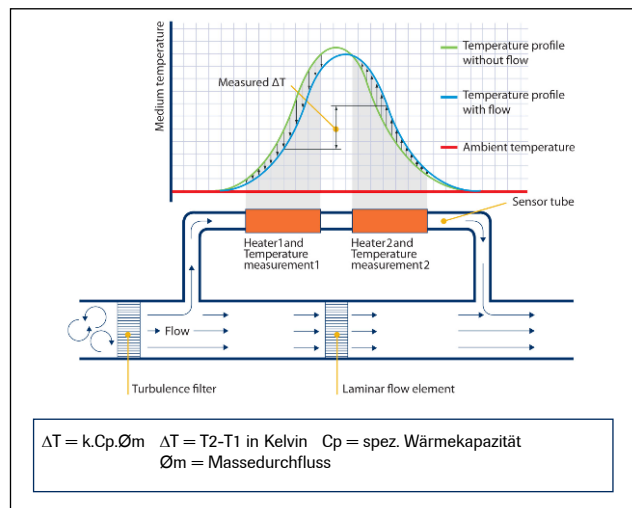 Medium temperature
Temperature profile
without flow
Measured ΔT
Temperature profile
with flow
Ambient temperature
Sensor tube
Heater1and
Temperature
measurement1
Heater2and
Temperature
measurement2
Flow
Turbulence filter
Laminar flow element
ΔT = k.Cp.Øm ΔT = T2-T1 in Kelvin Cp = spez. Wärmekapazität
Øm = Massedurchfluss